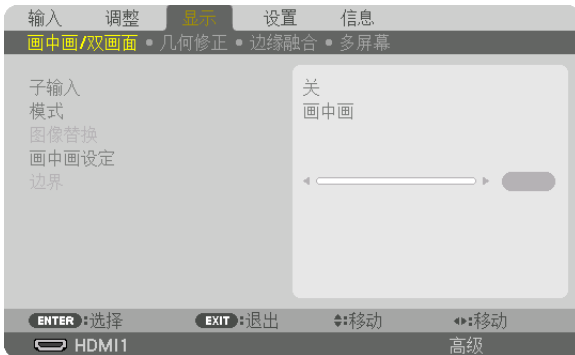 输入 调整 显示 设置 信息
画中画/双画面 • 几何修正 • 边缘融合 • 多屏幕
子输入 关
模式 画中画
图像替换
画中画设定
边界
ENTER:选择 EXIT:退出 :移动 :移动
HDMI1 高级